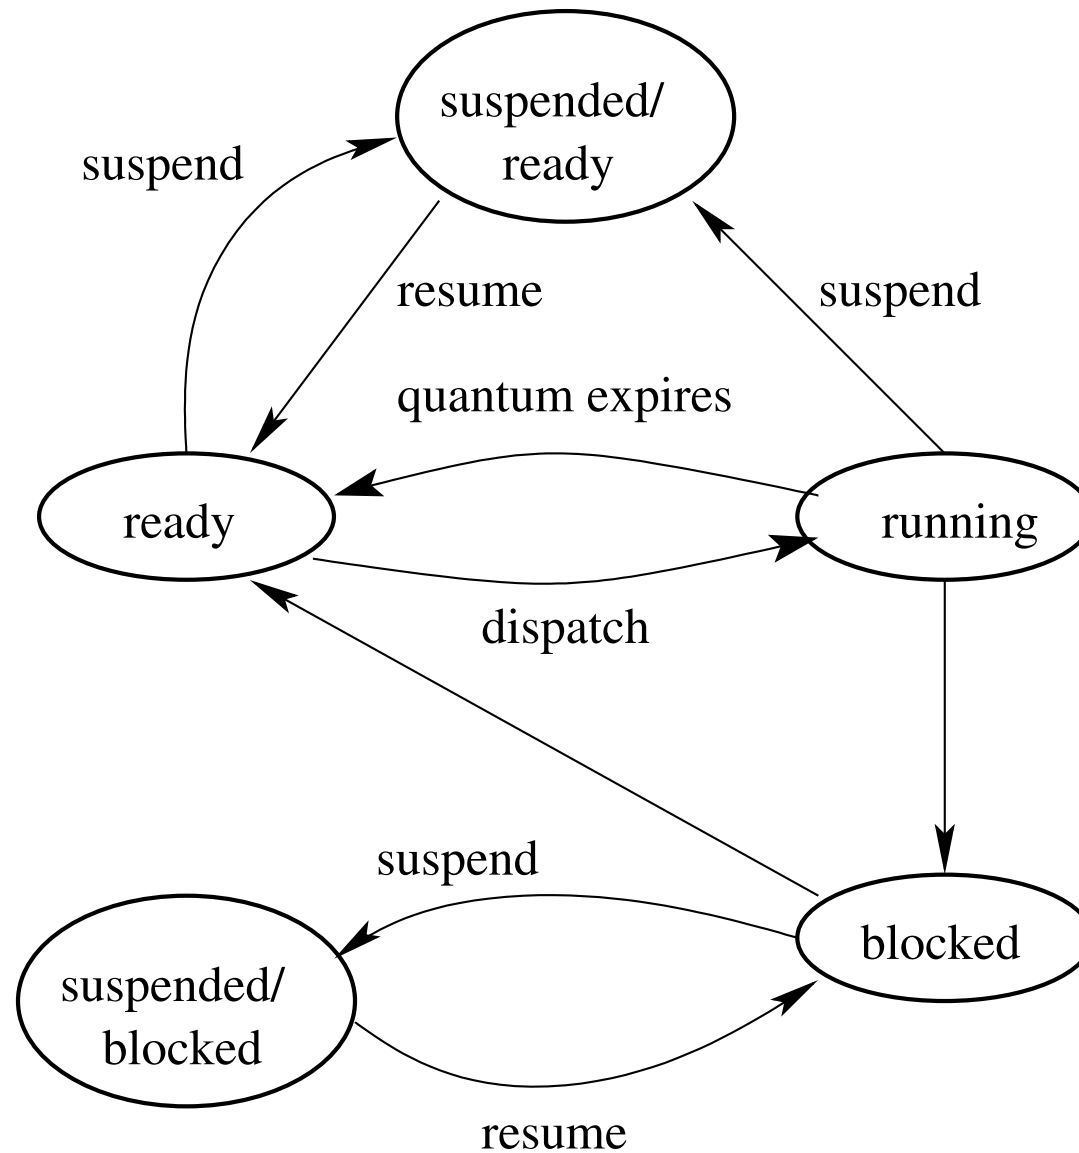 suspended/
ready
suspend
resume
suspend
quantum expires
ready
running
dispatch
suspend
blocked
suspended/
blocked
resume